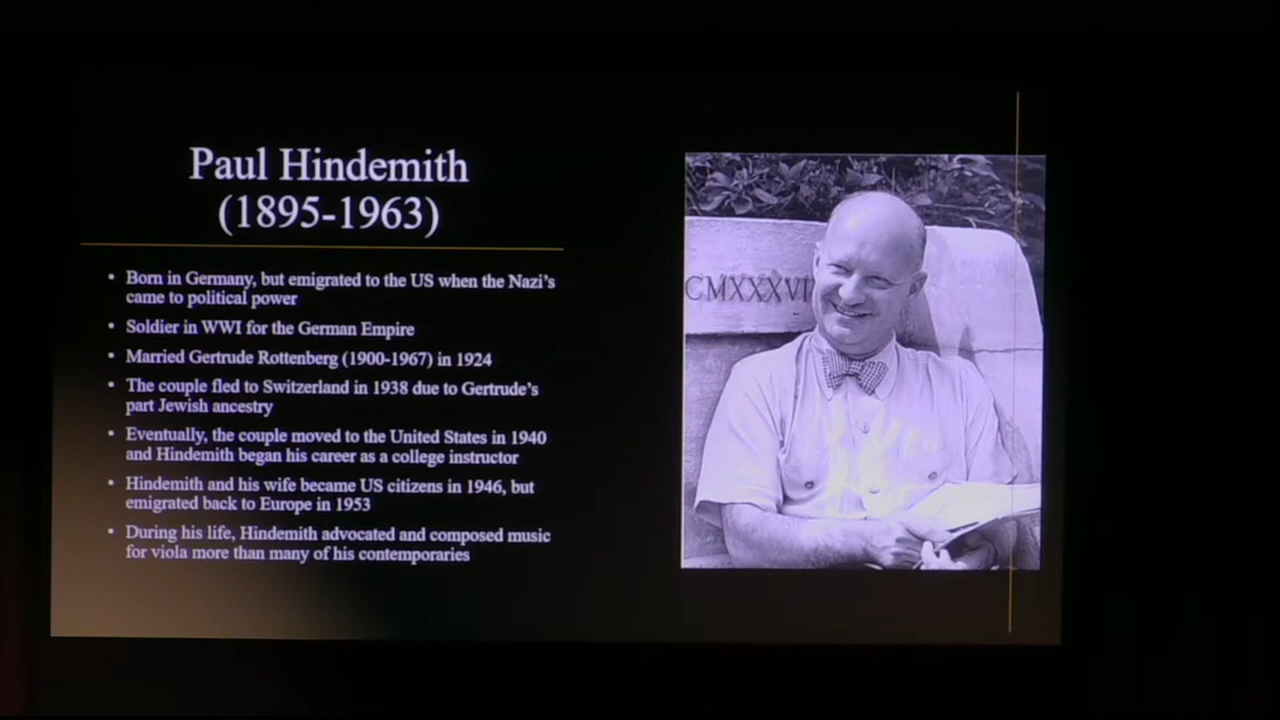 Paul Hindemith
(1895-1963)
• Born in Germany, but emigrated to the US when the Nazi's
came to political power
• Soldier in WWI for the German Empire
• Married Gertrude Rottenberg (1900-1967) in 1924
• The couple fled to Switzerland in 1938 due to Gertrude's
part Jewish ancestry
• Eventually, the couple moved to the United States in 1940
and Hindemith began his career as a college instructor
• Hindemith and his wife became US citizens in 1946, but
emigrated back to Europe in 1953
• During his life, Hindemith advocated and composed music
for viola more than many of his contemporaries
CMXXXVI